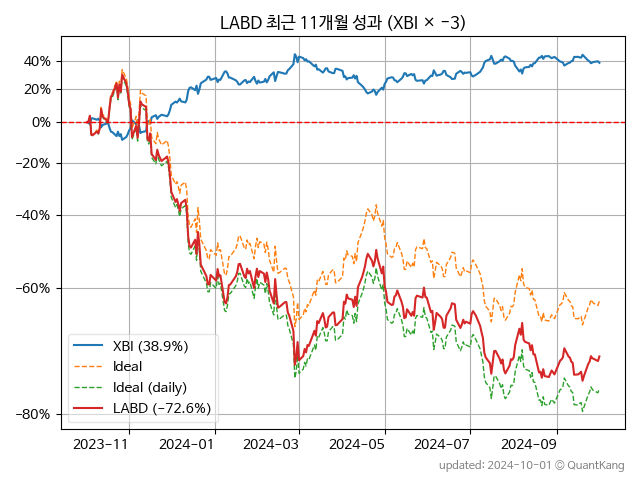 LABD 최근 11개월 성과 (XBI × -3)
40%
20%
0%
−20%
−40%
−60%
−80%
XBI (38.9%)
Ideal
Ideal (daily)
LABD (−72.6%)
2023−11
2024−01
2024−03
2024−05
2024−07
2024−09
updated: 2024-10-01 © QuantKang